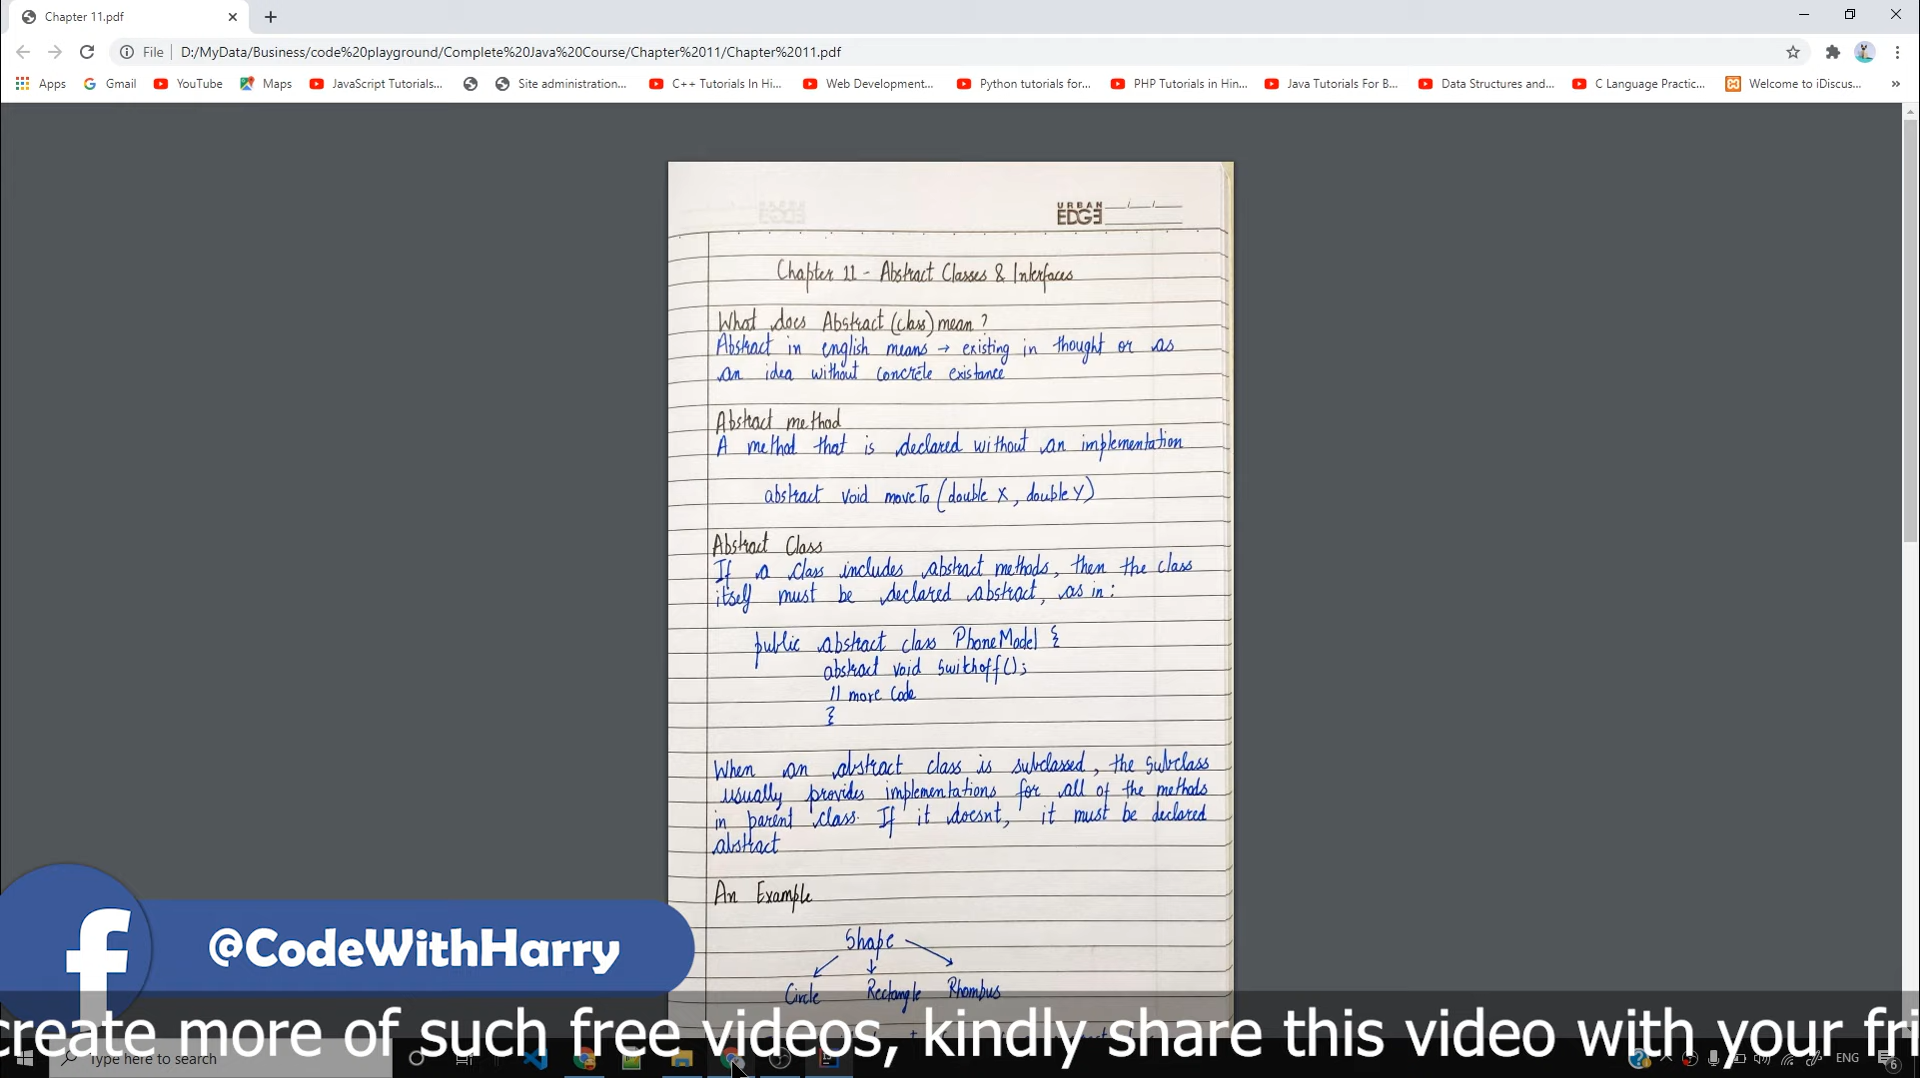 Chapter 11.pdf
File D:/MyData/Business/code%20playground/Complete%20Java%20Course/Chapter%2011/Chapter%2011.pdf
Apps Gmail YouTube Maps JavaScript Tutorials... Site administration... C++ Tutorials In Hi... Web Development... Python tutorials for... PHP Tutorials in Hin... Java Tutorials For B... Data Structures and... C Language Practic... Welcome to iDiscus... »
URBAN
EDGE
Chapter 11 - Abstract Classes & Interfaces
What does Abstract (class) mean ?
Abstract in english means → existing in thought or as
an idea without concrete existance
Abstract method
A method that is declared without an implementation
abstract void moveTo (double X, double Y)
Abstract Class
If a class includes abstract methods, then the class
itself must be declared abstract, as in :
public abstract class PhoneModel {
abstract void switchoff();
// more code
}
When an abstract class is subclassed, the subclass
usually provides implementations for all of the methods
in parent class. If it doesnt, it must be declared
abstract
An Example
Shape
Circle Rectangle Rhombus
@CodeWithHarry
create more of such free videos, kindly share this video with your fri
Type here to search
ENG
6